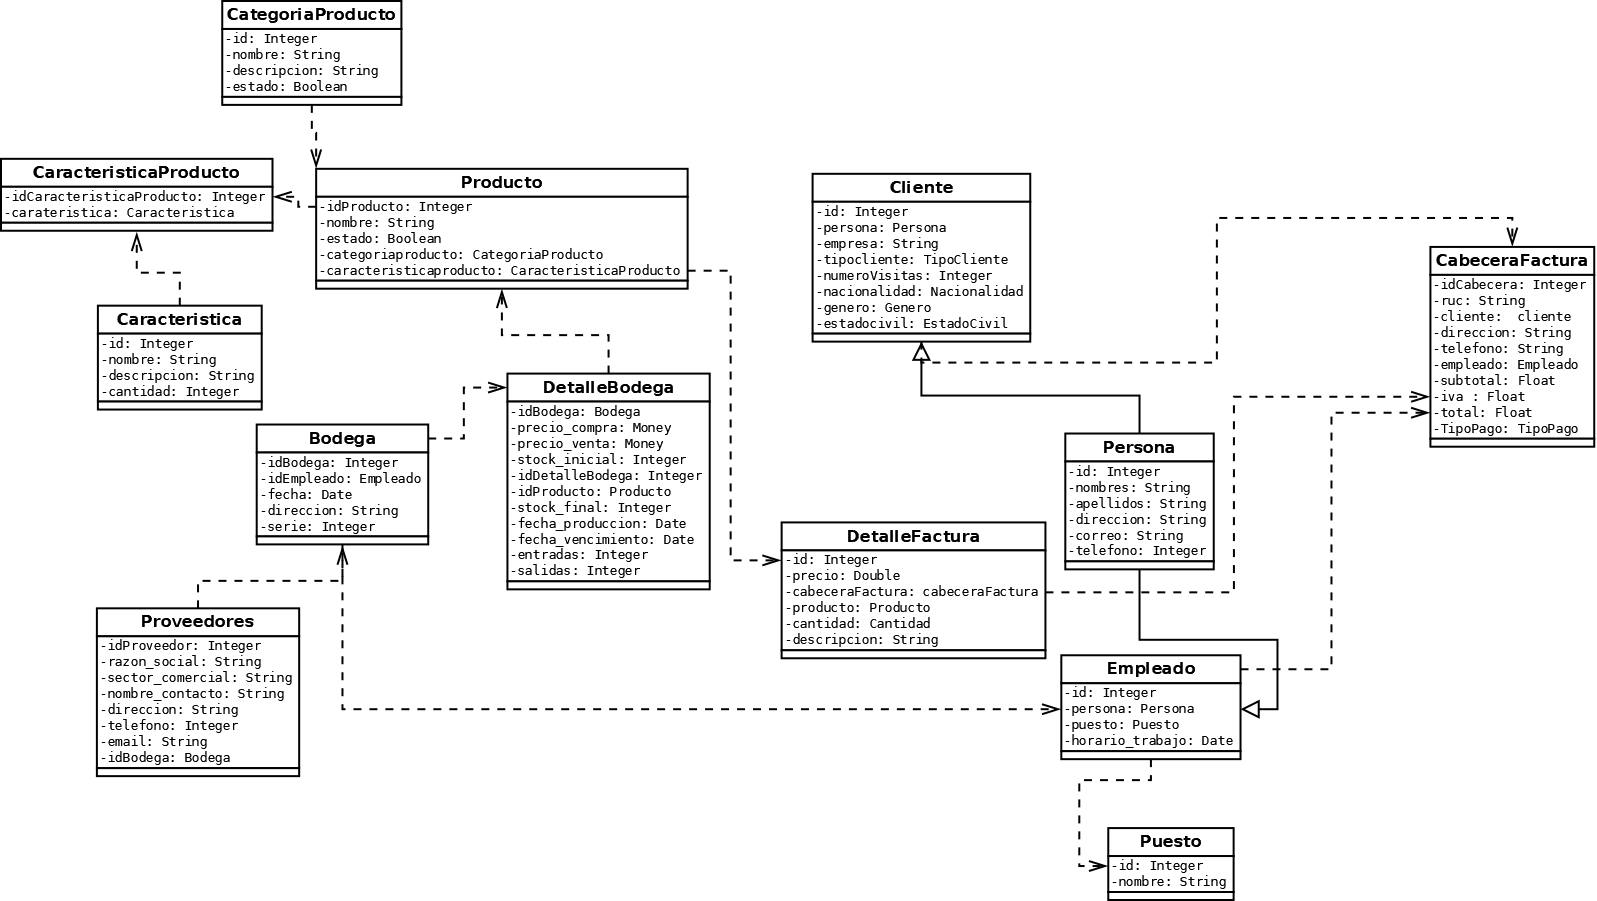 CategoriaProducto
-id: Integer
-nombre: String
-descripcion: String
-estado: Boolean
CaracteristicaProducto
-idCaracteristicaProducto: Integer
-carateristica: Caracteristica
Producto
-idProducto: Integer
-nombre: String
-estado: Boolean
-categoriaproducto: CategoriaProducto
-caracteristicaproducto: CaracteristicaProducto
Cliente
-id: Integer
-persona: Persona
-empresa: String
-tipocliente: TipoCliente
-numeroVisitas: Integer
-nacionalidad: Nacionalidad
-genero: Genero
-estadocivil: EstadoCivil
CabeceraFactura
-idCabecera: Integer
-ruc: String
-cliente:  cliente
-direccion: String
-telefono: String
-empleado: Empleado
-subtotal: Float
-iva : Float
-total: Float
-TipoPago: TipoPago
Caracteristica
-id: Integer
-nombre: String
-descripcion: String
-cantidad: Integer
DetalleBodega
-idBodega: Bodega
-precio_compra: Money
-precio_venta: Money
-stock_inicial: Integer
-idDetalleBodega: Integer
-idProducto: Producto
-stock_final: Integer
-fecha_produccion: Date
-fecha_vencimiento: Date
-entradas: Integer
-salidas: Integer
Bodega
-idBodega: Integer
-idEmpleado: Empleado
-fecha: Date
-direccion: String
-serie: Integer
Persona
-id: Integer
-nombres: String
-apellidos: String
-direccion: String
-correo: String
-telefono: Integer
DetalleFactura
-id: Integer
-precio: Double
-cabeceraFactura: cabeceraFactura
-producto: Producto
-cantidad: Cantidad
-descripcion: String
Proveedores
-idProveedor: Integer
-razon_social: String
-sector_comercial: String
-nombre_contacto: String
-direccion: String
-telefono: Integer
-email: String
-idBodega: Bodega
Empleado
-id: Integer
-persona: Persona
-puesto: Puesto
-horario_trabajo: Date
Puesto
-id: Integer
-nombre: String